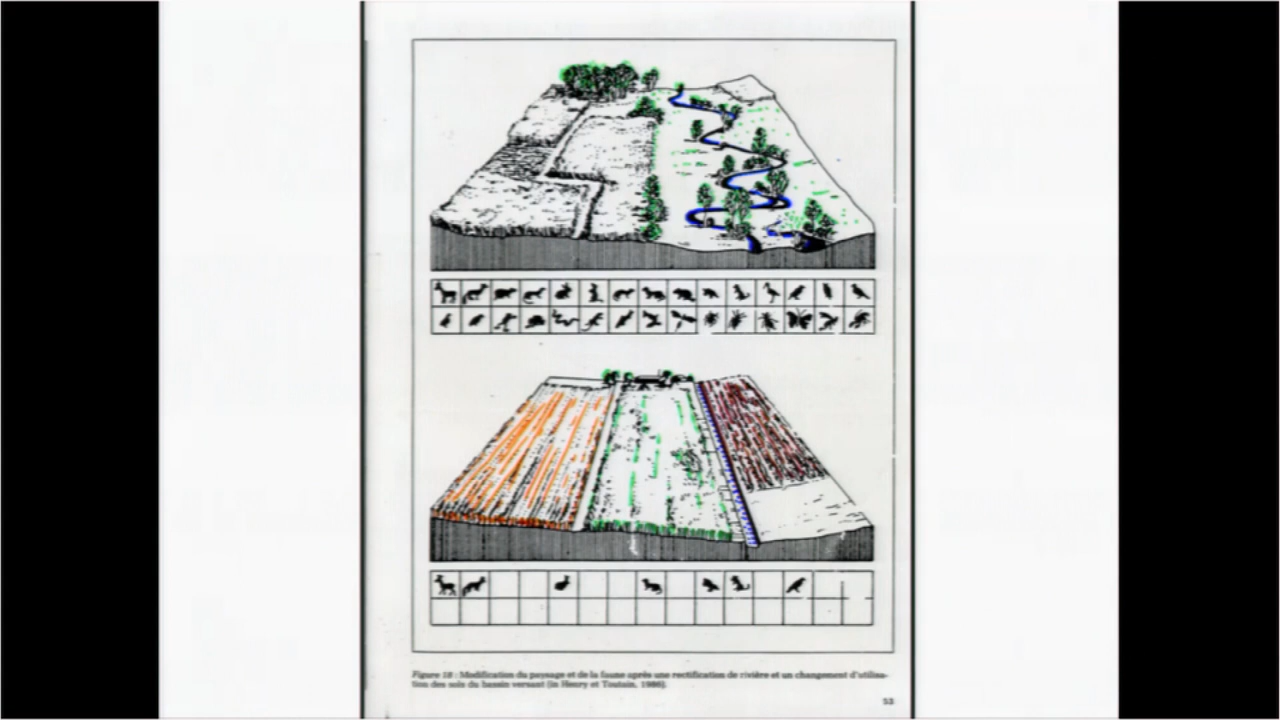 Figure 18 : Modification du paysage et de la faune après une rectification de rivière et un changement d'utilisa-
tion des sols du bassin versant (in Henry et Toutain, 1986).
53